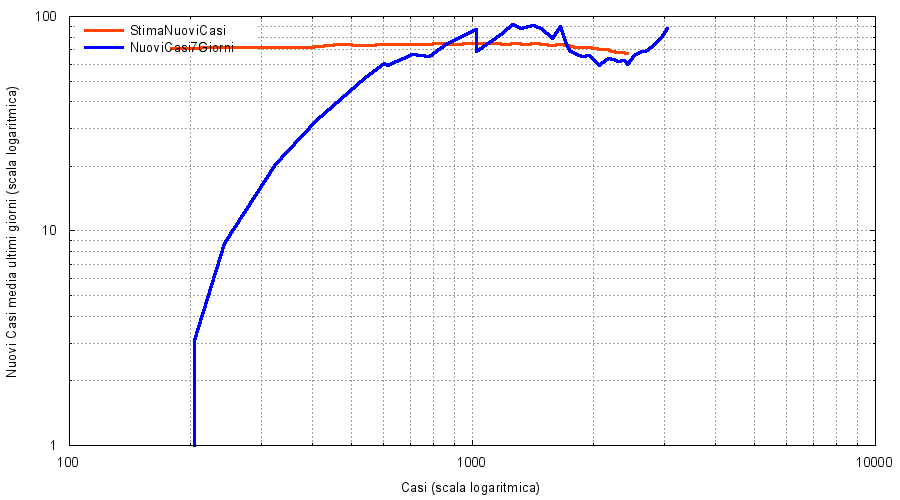 100
StimaNuoviCasi
NuoviCasi7Giorni
Nuovi Casi media ultimi giorni (scala logaritmica)
10
1
100
1000
10000
Casi (scala logaritmica)